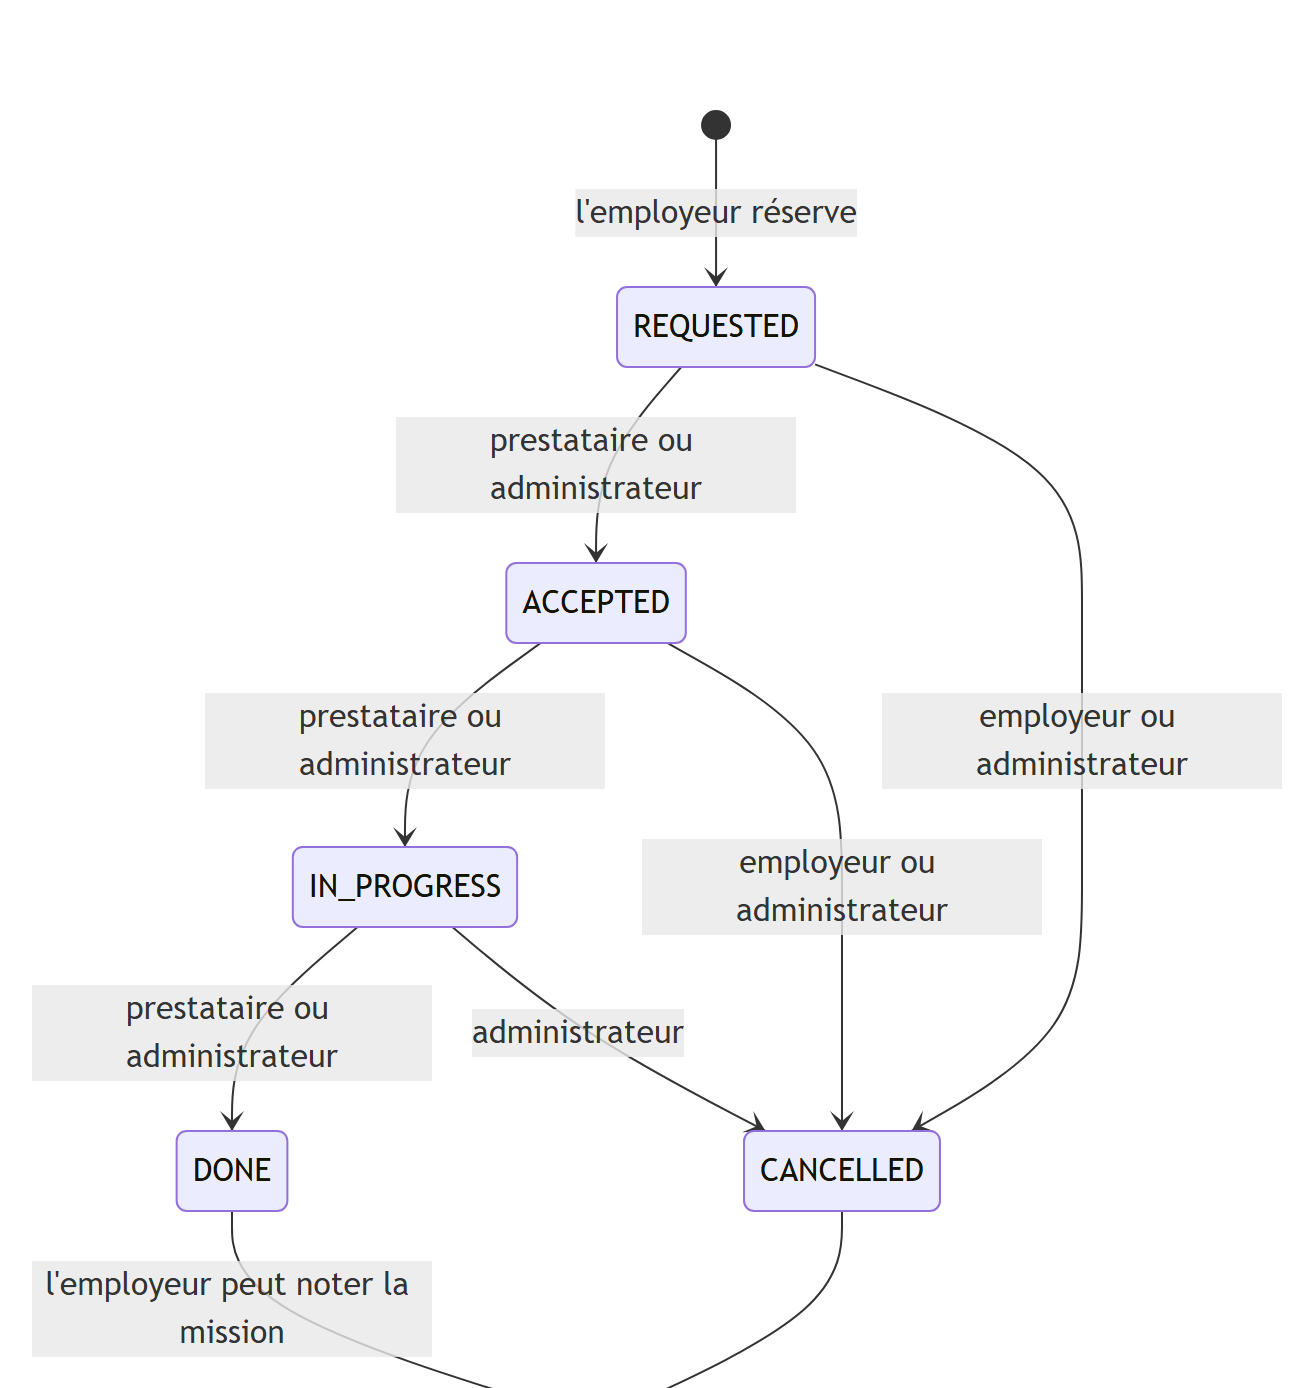 l'employeur réserve
REQUESTED
prestataire ou
administrateur
ACCEPTED
prestataire ou
administrateur
employeur ou
administrateur
employeur ou
administrateur
IN_PROGRESS
prestataire ou
administrateur
administrateur
DONE
CANCELLED
l'employeur peut noter la
mission